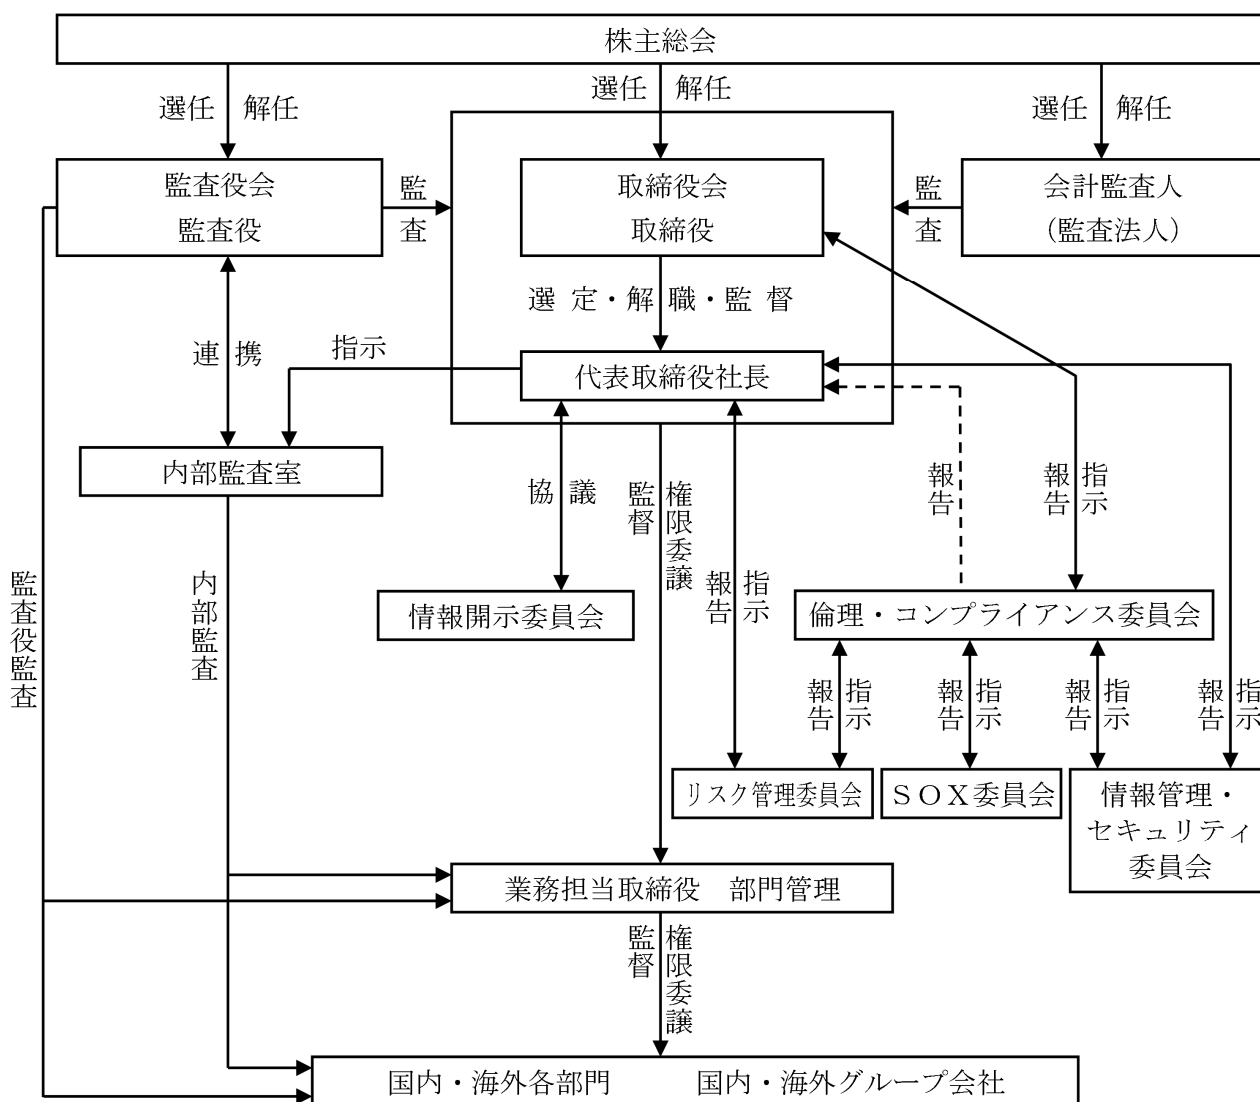 株主総会
選任 解任
選任 解任
選任 解任
監査役会
監査役
監査
取締役会
取締役
監査
会計監査人
（監査法人）
選定・解職・監督
連携
指示
代表取締役社長
内部監査室
協議
監督
権限委譲
報告
指示
報告
報告
指示
監査役監査
内部監査
情報開示委員会
倫理・コンプライアンス委員会
報告
指示
報告
指示
報告
指示
報告
指示
リスク管理委員会
ＳＯＸ委員会
情報管理・
セキュリティ
委員会
業務担当取締役　部門管理
監督
権限委譲
国内・海外各部門　国内・海外グループ会社